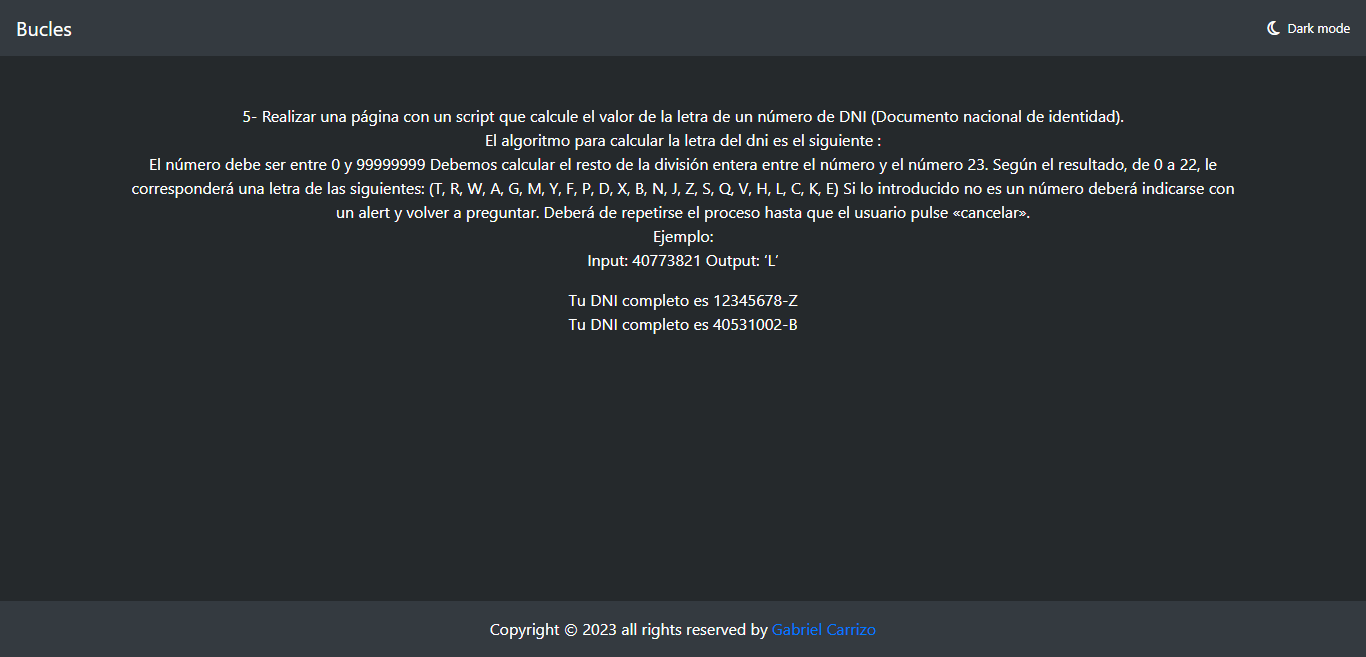 Bucles
Dark mode
5- Realizar una página con un script que calcule el valor de la letra de un número de DNI (Documento nacional de identidad).
El algoritmo para calcular la letra del dni es el siguiente :
El número debe ser entre 0 y 99999999 Debemos calcular el resto de la división entera entre el número y el número 23. Según el resultado, de 0 a 22, le
corresponderá una letra de las siguientes: (T, R, W, A, G, M, Y, F, P, D, X, B, N, J, Z, S, Q, V, H, L, C, K, E) Si lo introducido no es un número deberá indicarse con
un alert y volver a preguntar. Deberá de repetirse el proceso hasta que el usuario pulse «cancelar».
Ejemplo:
Input: 40773821 Output: ‘L’
Tu DNI completo es 12345678-Z
Tu DNI completo es 40531002-B
Copyright © 2023 all rights reserved by Gabriel Carrizo